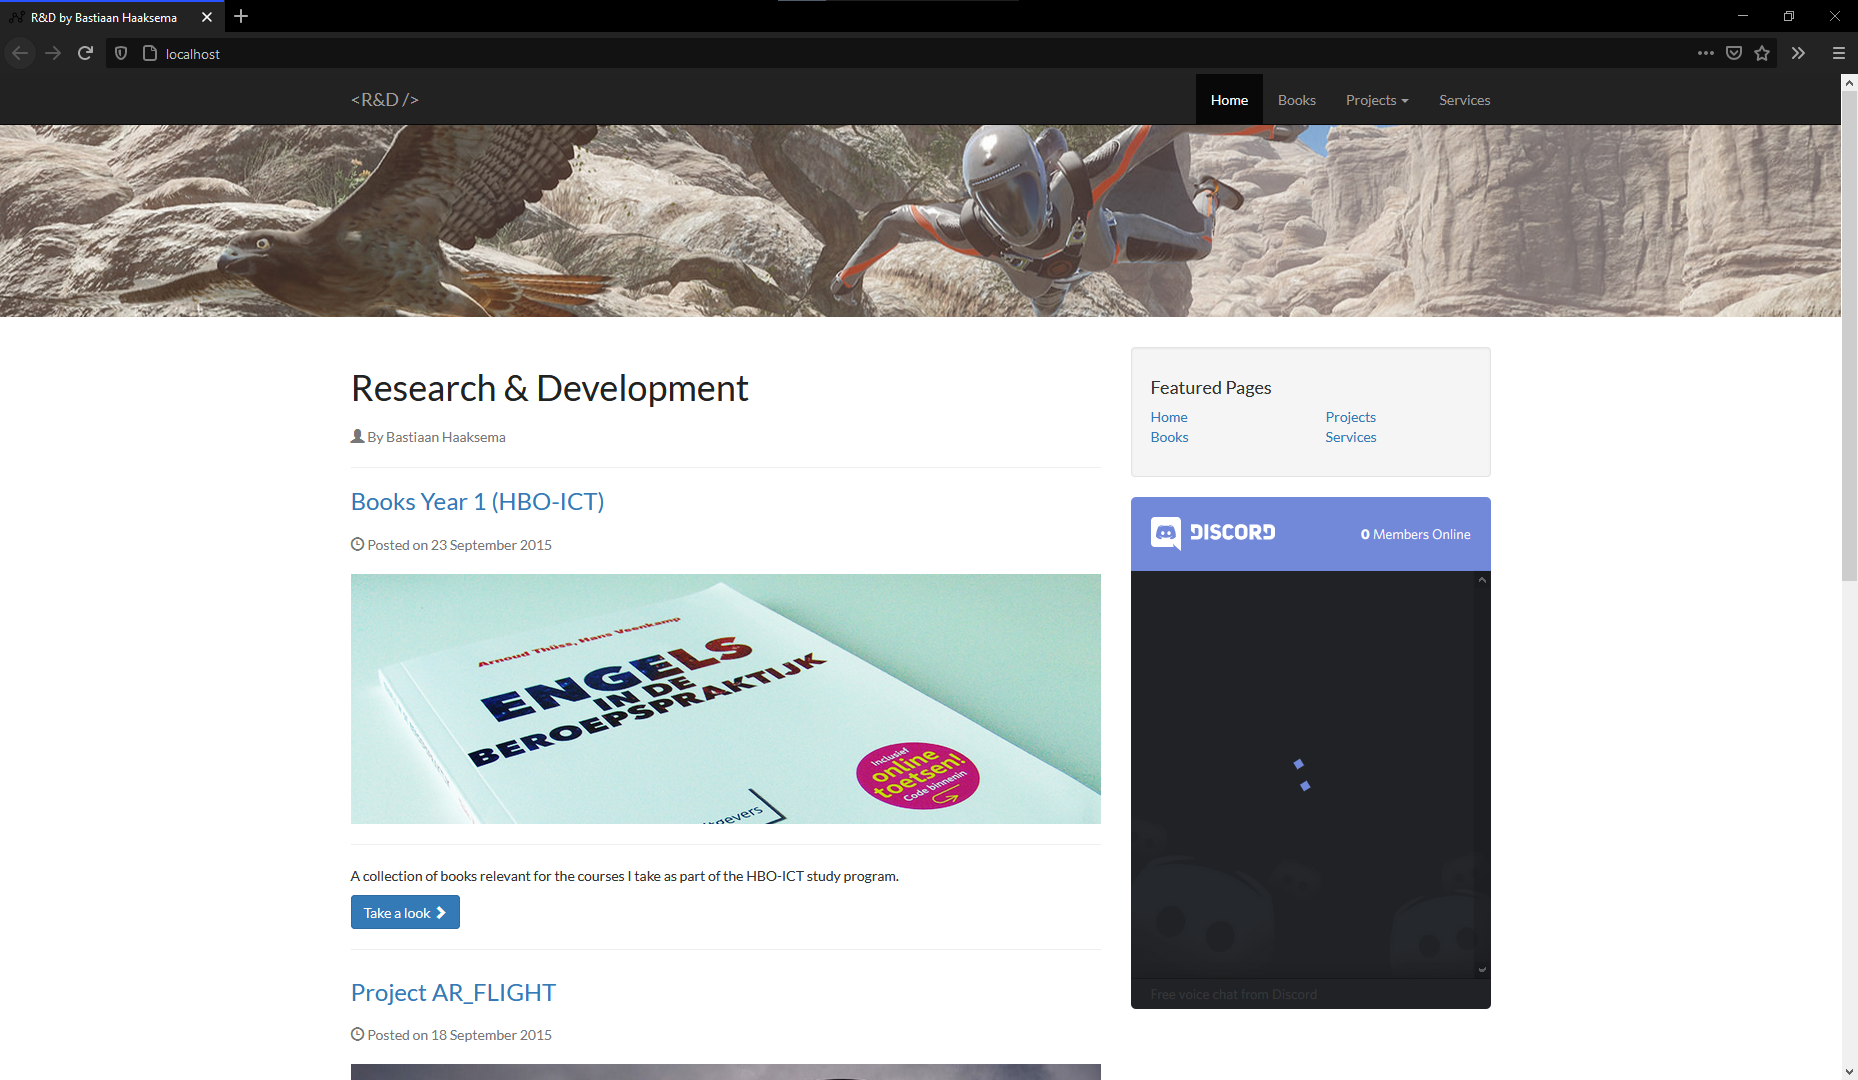 R&D by Bastiaan Haaksema
localhost
<R&D />
Home
Books
Projects
Services
Research & Development
By Bastiaan Haaksema
Books Year 1 (HBO-ICT)
Posted on 23 September 2015
Arnoud Thüss, Hans Veenkamp
ENGELS
IN DE
BEROEPSPRAKTIJK
Inclusief
online
toetsen!
Code binnenin
A collection of books relevant for the courses I take as part of the HBO-ICT study program.
Take a look
Project AR_FLIGHT
Posted on 18 September 2015
Featured Pages
Home
Projects
Books
Services
DISCORD
0 Members Online
Free voice chat from Discord